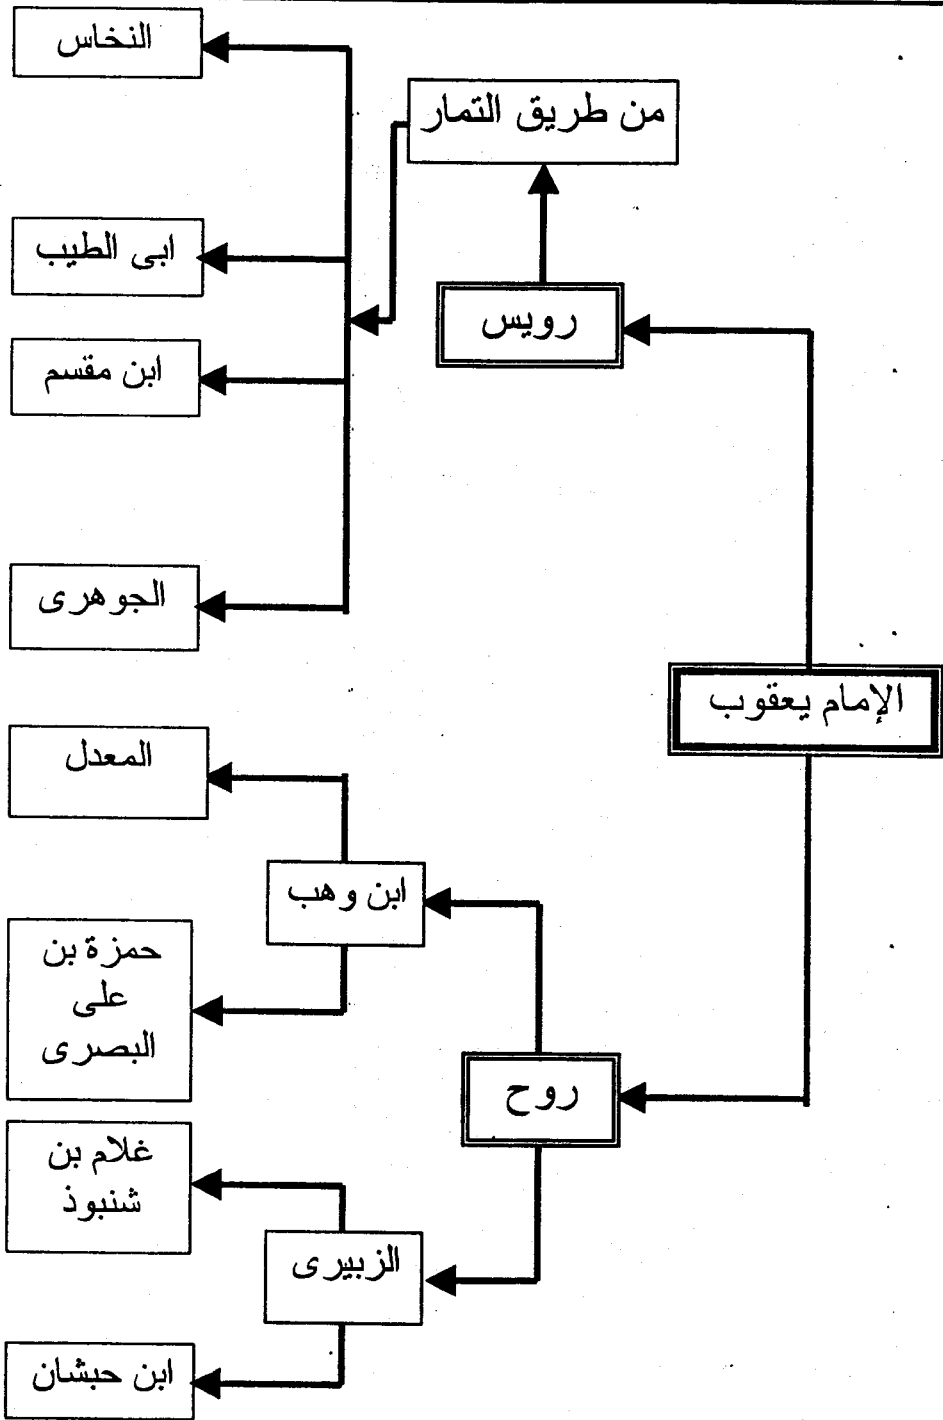 الإمام يعقوب
رويس
من طريق التمار
النخاس
ابى الطيب
ابن مقسم
الجوهرى
روح
ابن وهب
المعدل
حمزة بن
على
البصرى
الزبيرى
غلام بن
شنبوذ
ابن حبشان